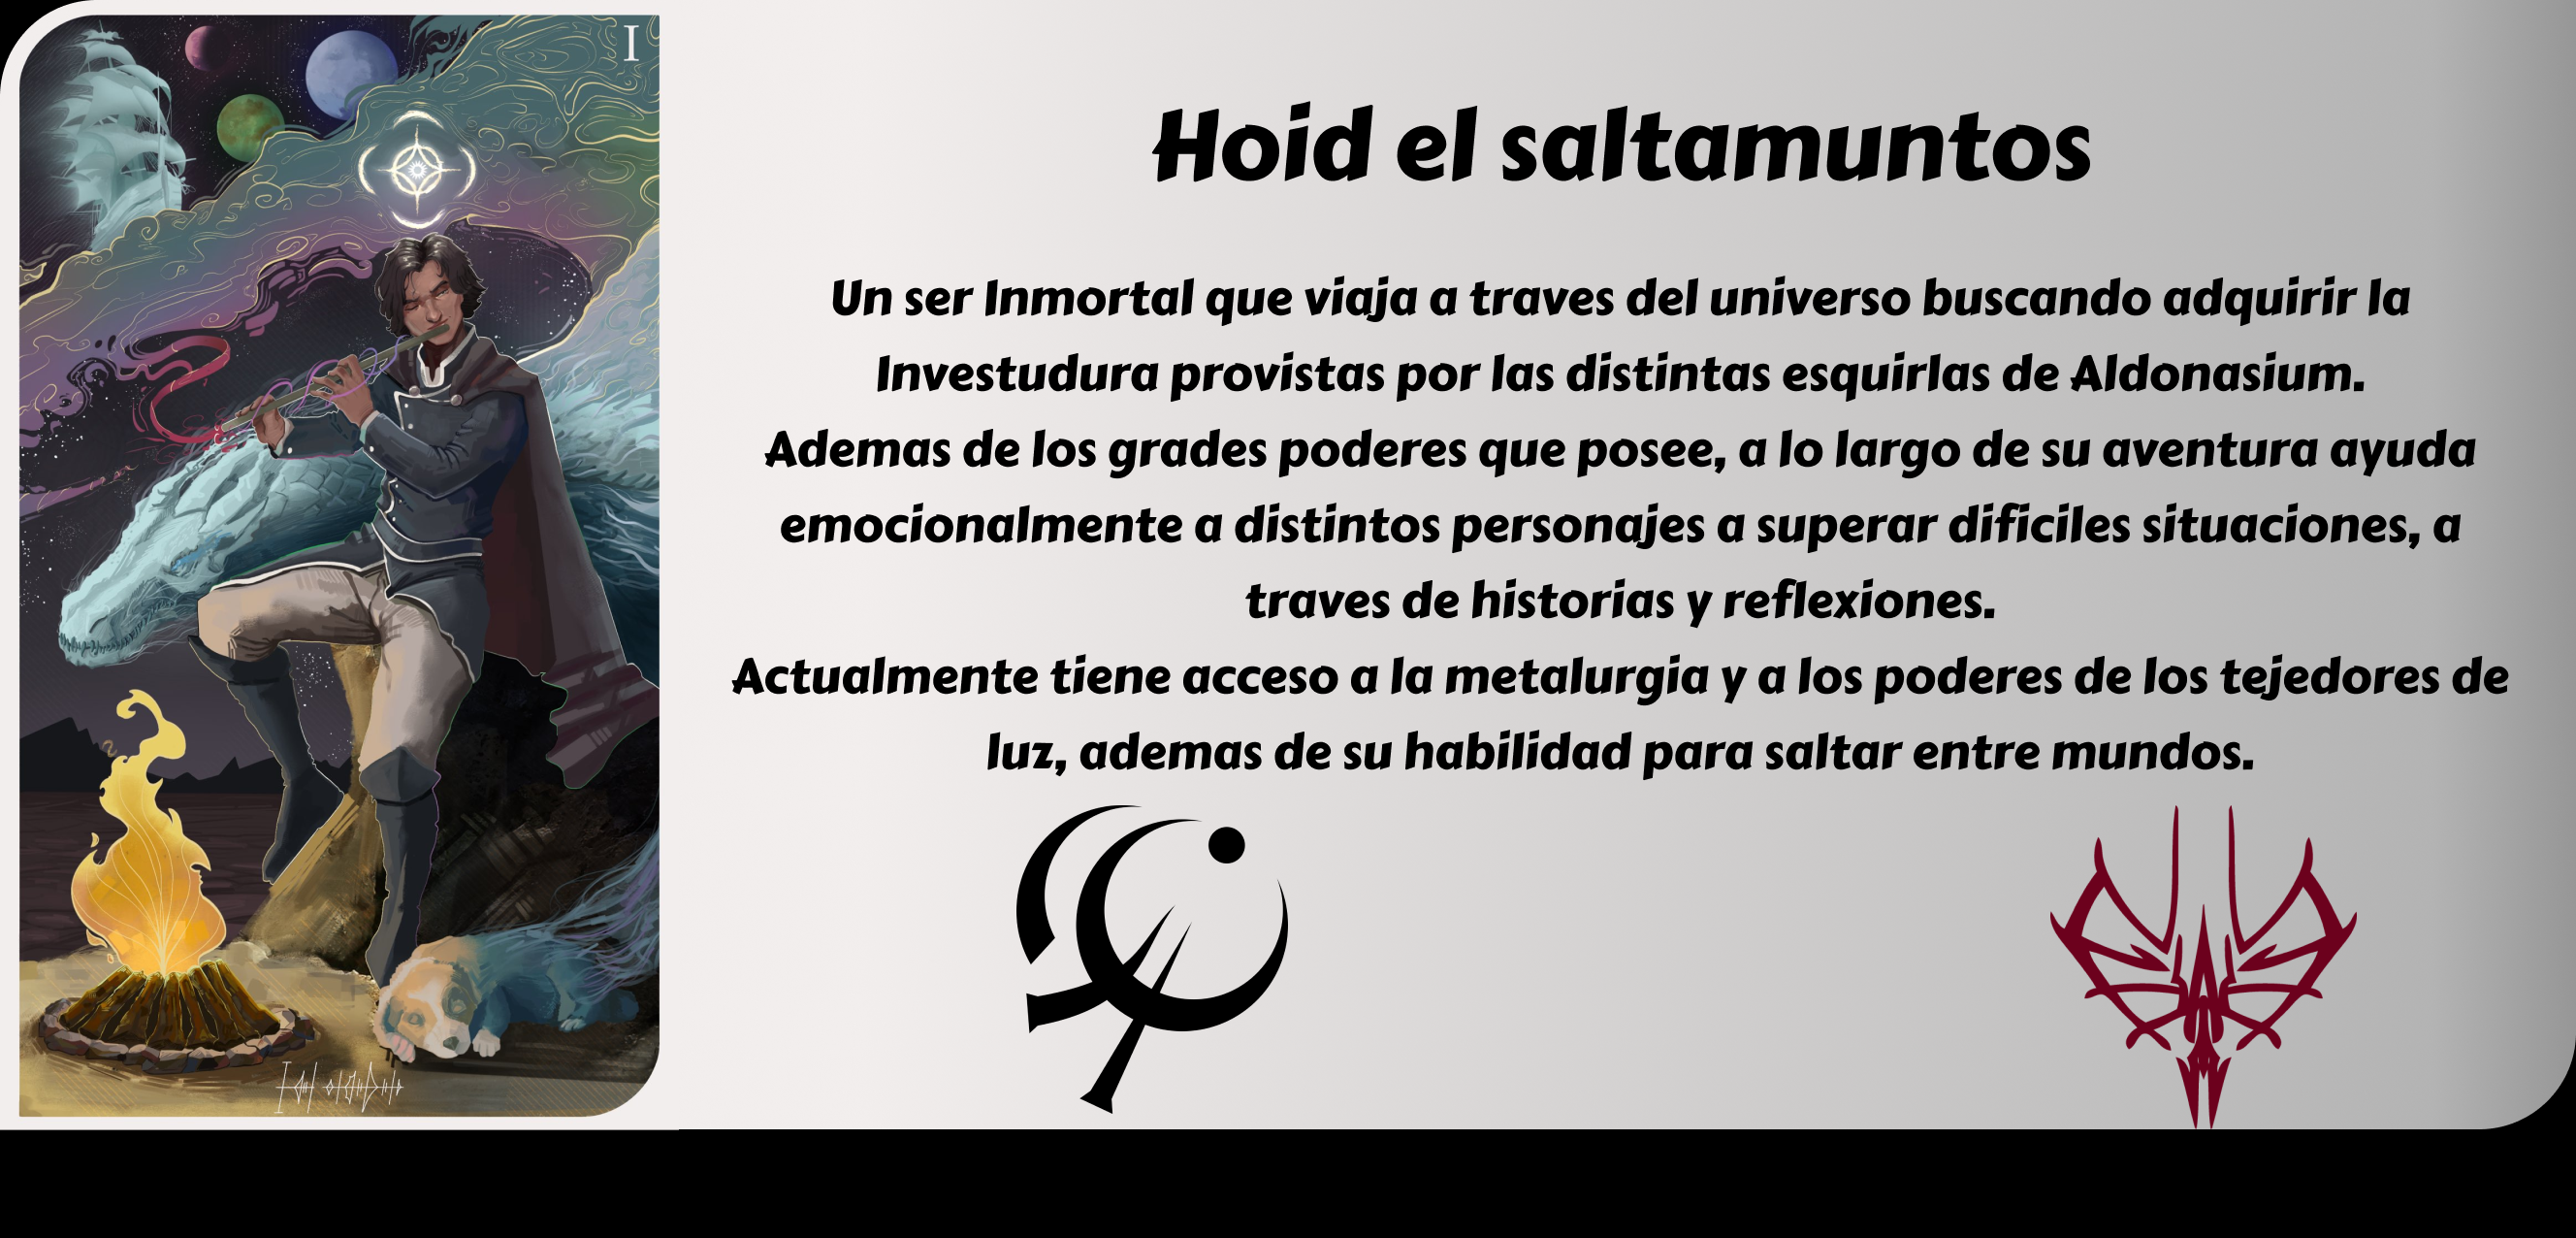 I
Hoid el saltamuntos
Un ser Inmortal que viaja a traves del universo buscando adquirir la
Investudura provistas por las distintas esquirlas de Aldonasium.
Ademas de los grades poderes que posee, a lo largo de su aventura ayuda
emocionalmente a distintos personajes a superar dificiles situaciones, a
traves de historias y reflexiones.
Actualmente tiene acceso a la metalurgia y a los poderes de los tejedores de
luz, ademas de su habilidad para saltar entre mundos.